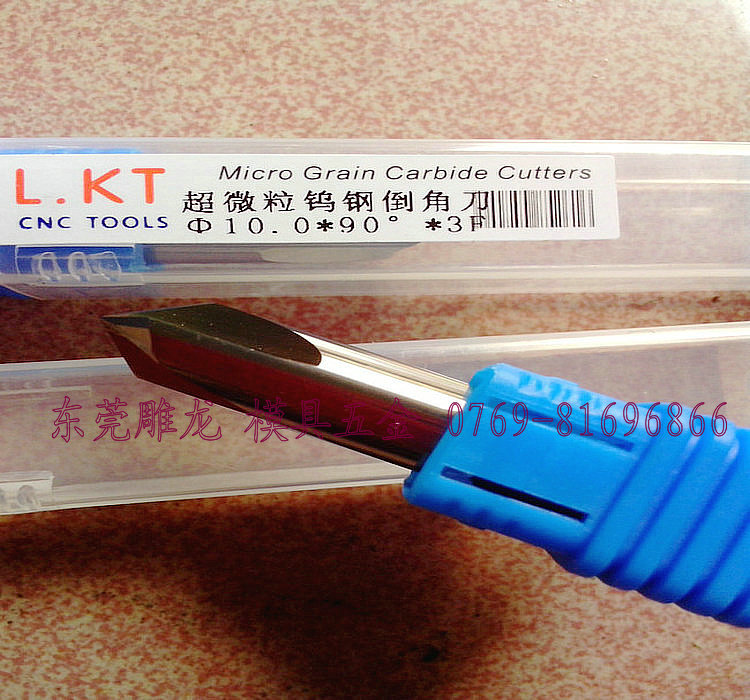 L.KT
CNC TOOLS
Micro Grain Carbide Cutters
超微粒钨钢倒角刀
Φ10.0*90° *3F
东莞雕龙 模具五金 0769-81696866